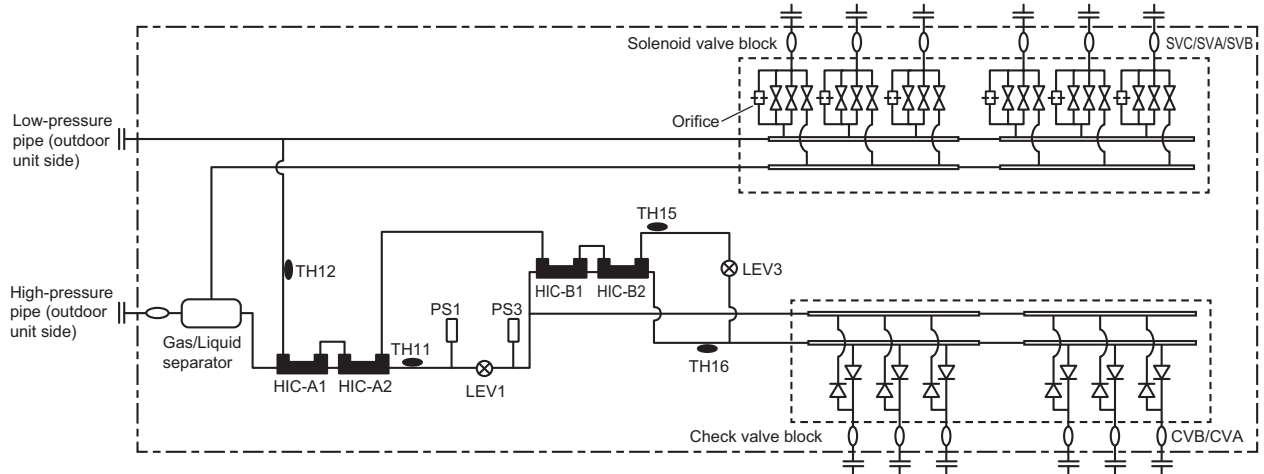 Solenoid valve block
SVC/SVA/SVB
Orifice
Low-pressure
pipe (outdoor
unit side)
TH15
TH12
LEV3
HIC-B1
HIC-B2
High-pressure
pipe (outdoor
unit side)
PS1
PS3
Gas/Liquid
separator
TH11
TH16
HIC-A1
HIC-A2
LEV1
Check valve block
CVB/CVA